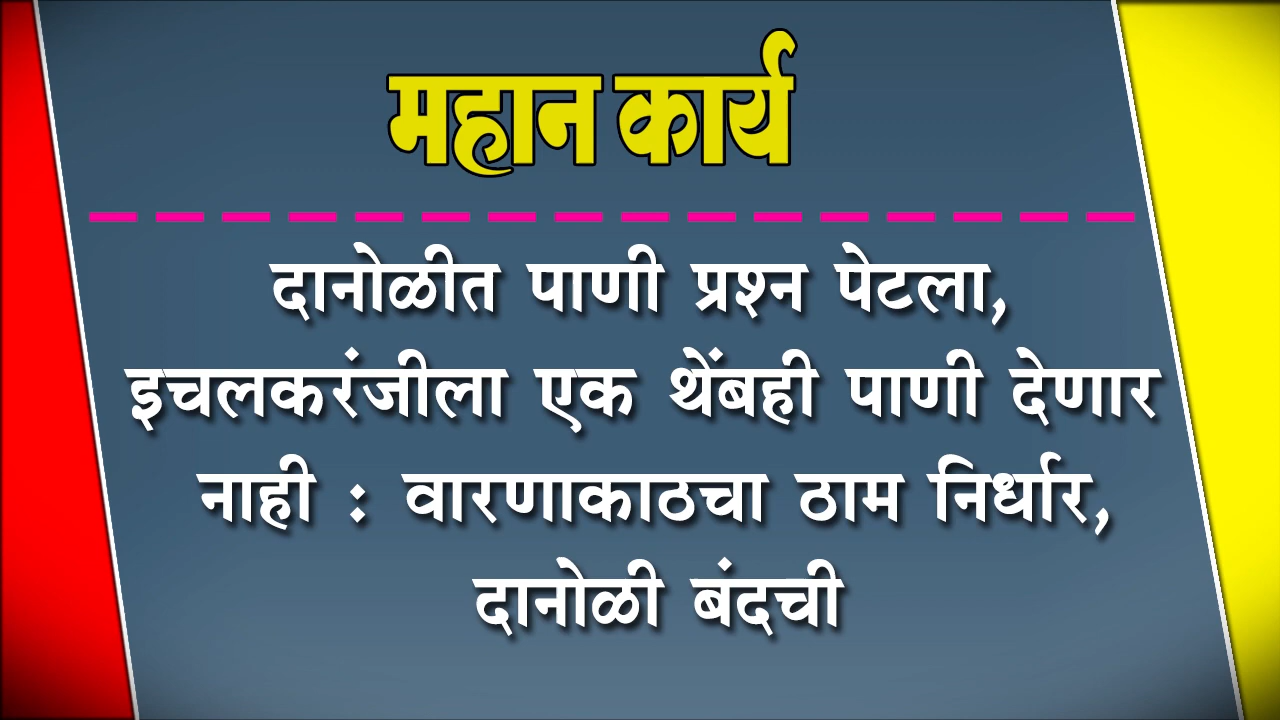 महान कार्य
दानोळीत पाणी प्रश्न पेटला,
इचलकरंजीला एक थेंबही पाणी देणार
नाही : वारणाकाठचा ठाम निर्धार,
दानोळी बंदची